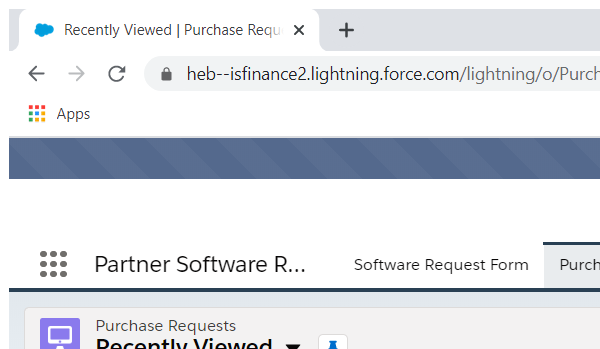 Recently Viewed | Purchase Requ
heb--isfinance2.lightning.force.com/lightning/o/Purch
Apps
Partner Software R... Software Request Form Purch
Purchase Requests
Recently Viewed